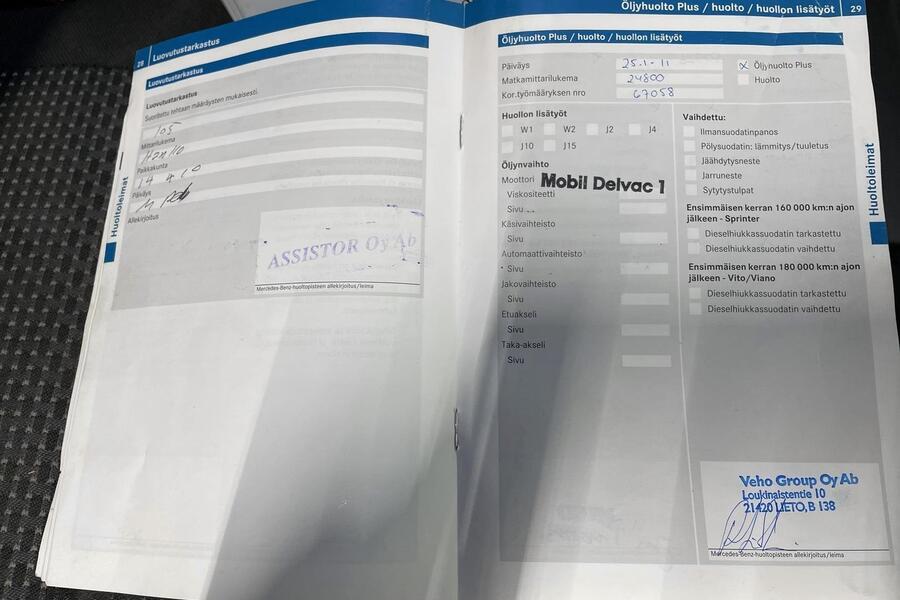 28 Luovutustarkastus
Luovutustarkastus
Luovutustarkastus
Suoritettu tehtaan määräysten mukaisesti.
105
Mittarilukema
Hanko
Paikkakunta
14 4 10
Päiväys
Allekirjoitus
ASSISTOR Oy Ab
Mercedes-Benz-huoltopisteen allekirjoitus/leima
Huoltoleimat
Öljyhuolto Plus / huolto / huollon lisätyöt 29
Öljyhuolto Plus / huolto / huollon lisätyöt
Päiväys 25.1-11
Matkamittarilukema 24800
Kor.työmääräyksen nro 67058
x Öljynuolto Plus
Huolto
Huollon lisätyöt
W1 W2 J2 J4
J10 J15
Öljynvaihto
Moottori Mobil Delvac 1
Viskositeetti
Sivu
Käsivaihteisto
Sivu
Automaattivaihteisto
Sivu
Jakovaihteisto
Sivu
Etuakseli
Sivu
Taka-akseli
Sivu
Vaihdettu:
Ilmansuodatinpanos
Pölysuodatin: lämmitys/tuuletus
Jäähdytysneste
Jarruneste
Sytytystulpat
Ensimmäisen kerran 160 000 km:n ajon
jälkeen - Sprinter
Dieselhiukkassuodatin tarkastettu
Dieselhiukkassuodatin vaihdettu
Ensimmäisen kerran 180 000 km:n ajon
jälkeen - Vito/Viano
Dieselhiukkassuodatin tarkastettu
Dieselhiukkassuodatin vaihdettu
Veho Group Oy Ab
Loukinaistentie 10
21420 LIETO, B 138
Mercedes-Benz-huoltopisteen allekirjoitus/leima
Huoltoleimat